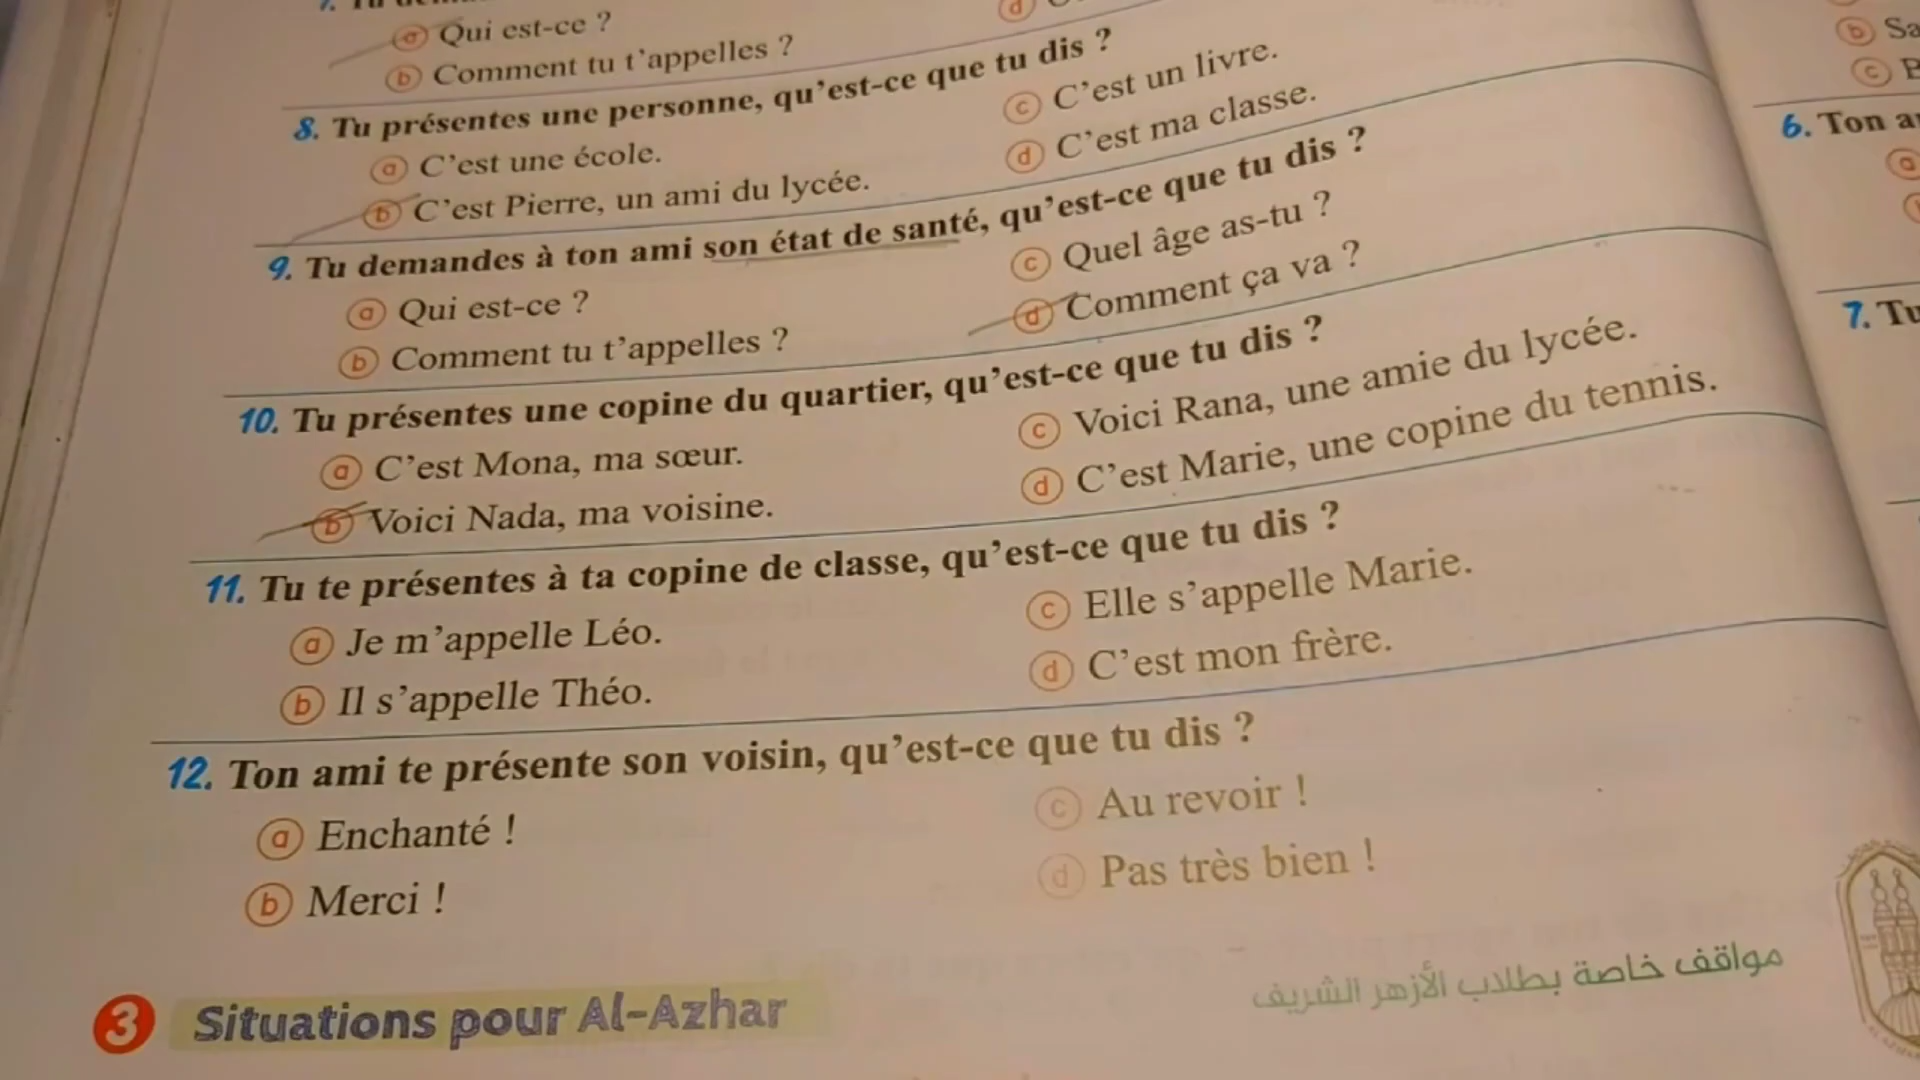 a Qui est-ce ?
b Comment tu t'appelles ?
d
8. Tu présentes une personne, qu'est-ce que tu dis ?
a C'est une école.
b C'est Pierre, un ami du lycée.
c C'est un livre.
d C'est ma classe.
9. Tu demandes à ton ami son état de santé, qu'est-ce que tu dis ?
a Qui est-ce ?
b Comment tu t'appelles ?
c Quel âge as-tu ?
d Comment ça va ?
10. Tu présentes une copine du quartier, qu'est-ce que tu dis ?
a C'est Mona, ma sœur.
b Voici Nada, ma voisine.
c Voici Rana, une amie du lycée.
d C'est Marie, une copine du tennis.
11. Tu te présentes à ta copine de classe, qu'est-ce que tu dis ?
a Je m'appelle Léo.
b Il s'appelle Théo.
c Elle s'appelle Marie.
d C'est mon frère.
12. Ton ami te présente son voisin, qu'est-ce que tu dis ?
a Enchanté !
b Merci !
c Au revoir !
d Pas très bien !
3 Situations pour Al-Azhar
مواقف خاصة بطلاب الأزهر الشريف
b
c
6. Ton
a
7. Tu